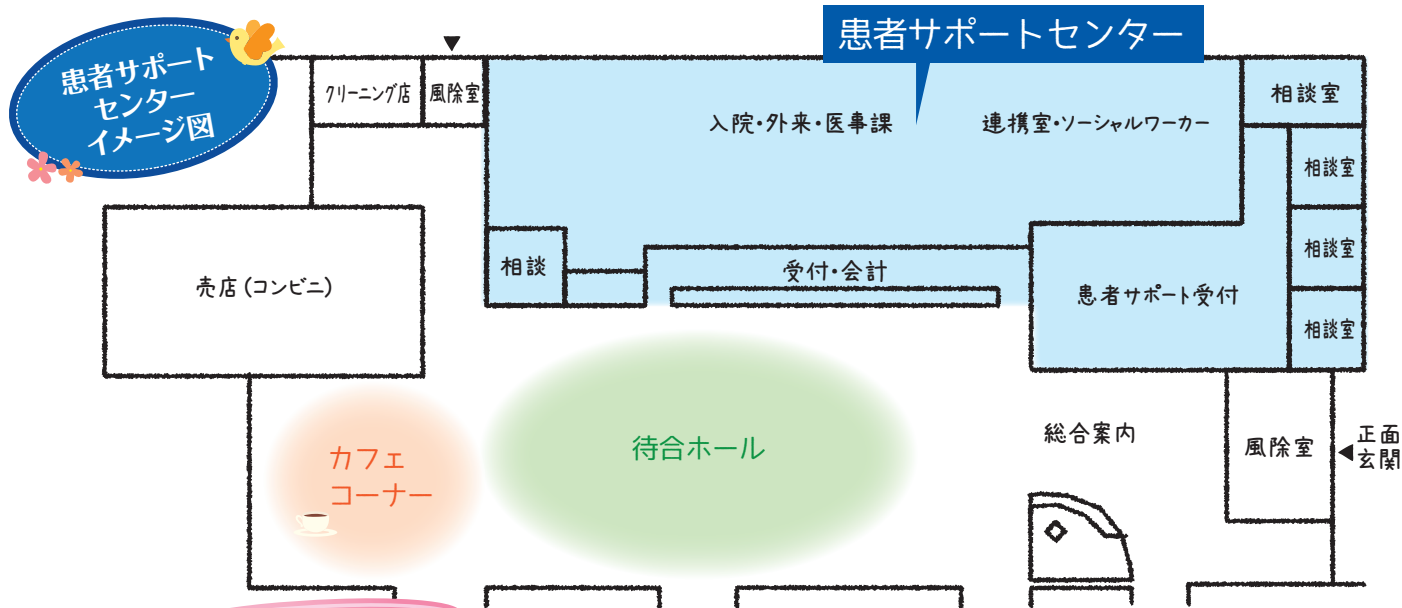 患者サポート
センター
イメージ図
患者サポートセンター
クリーニング店
風除室
入院・外来・医事課
連携室・ソーシャルワーカー
相談室
相談室
相談室
相談室
相談
受付・会計
患者サポート受付
売店(コンビニ)
カフェ
コーナー
待合ホール
総合案内
風除室
正面
玄関